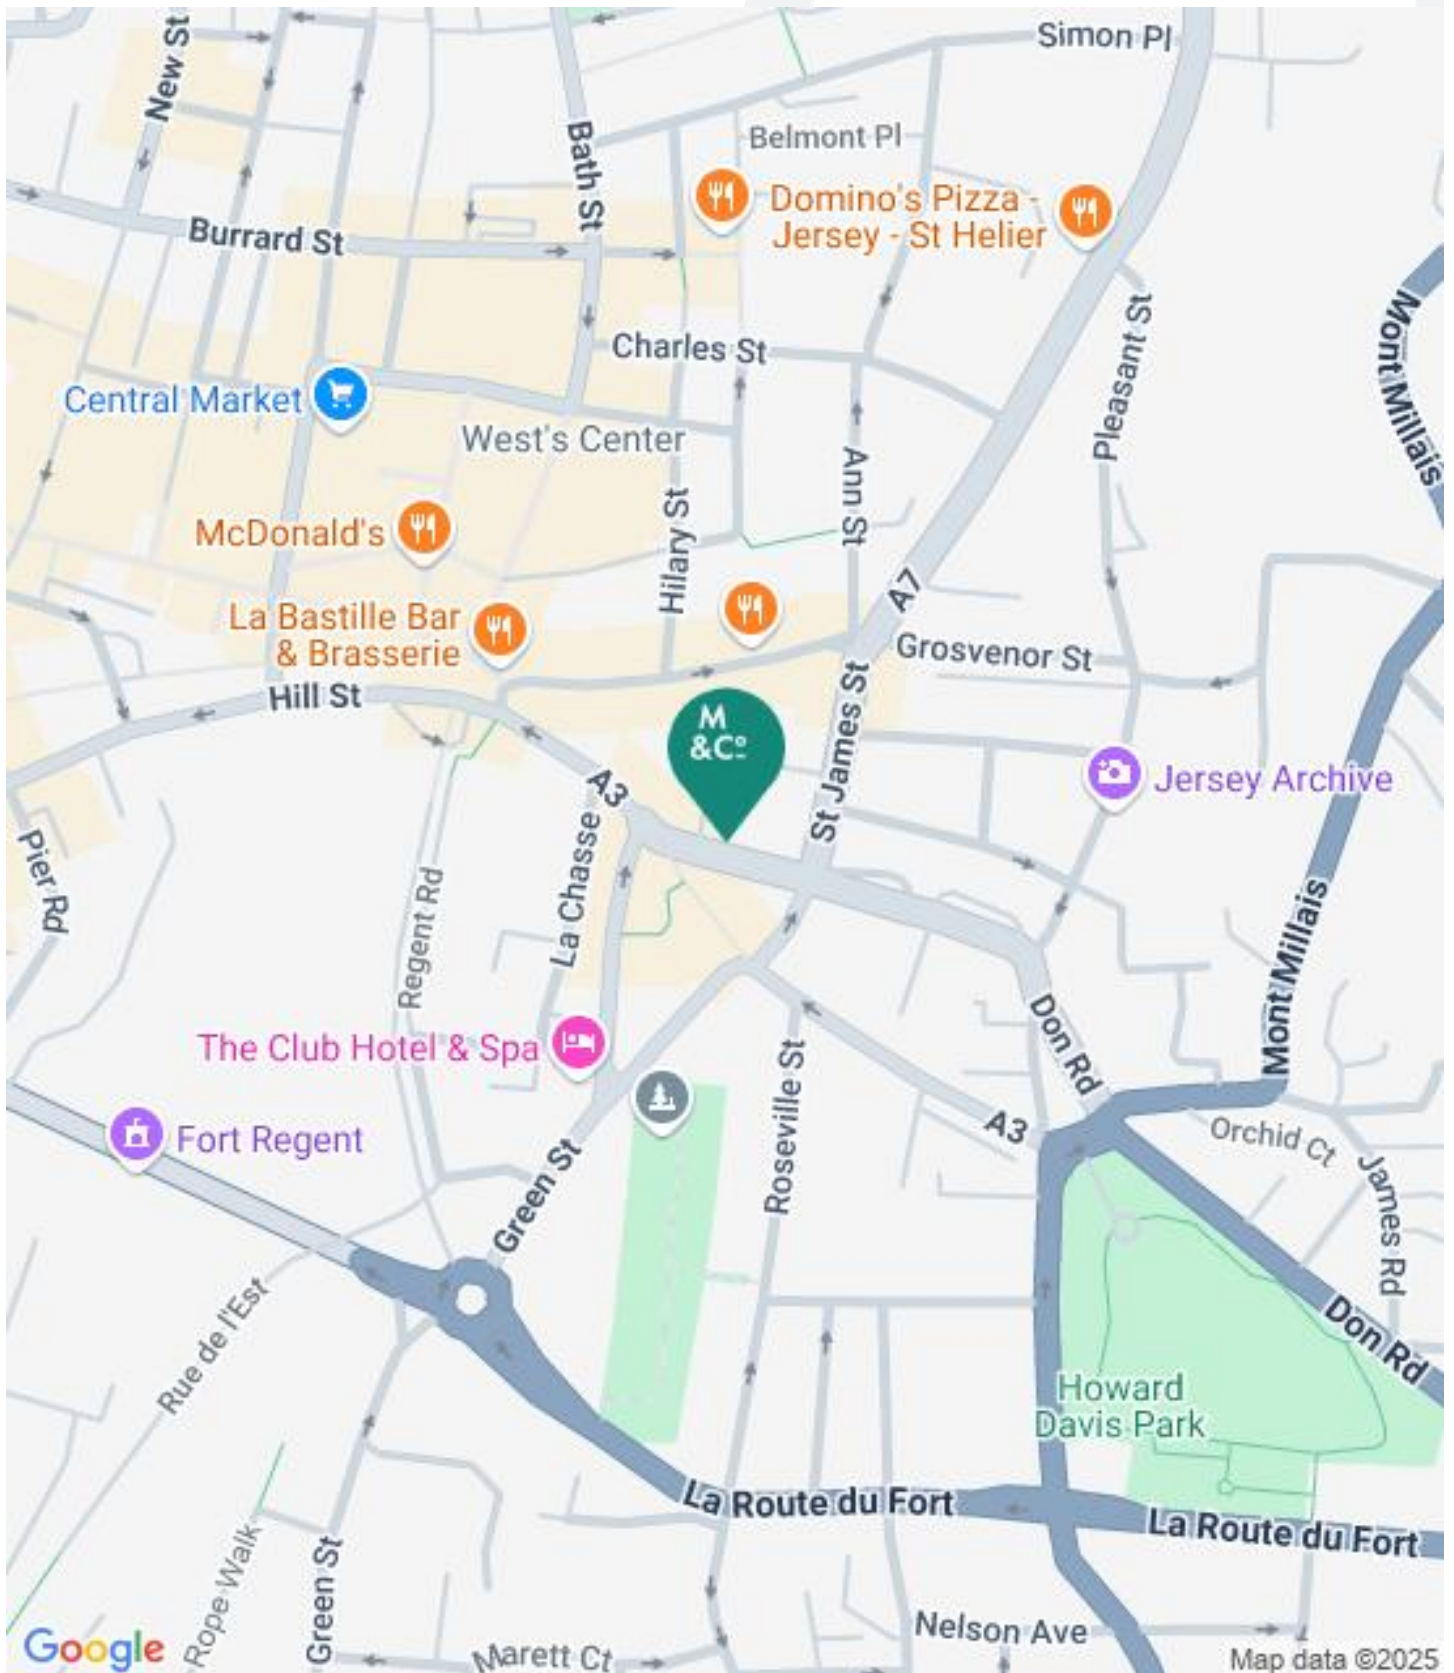 Simon Pl
New St
Bath St
Belmont Pl
Domino's Pizza -
Jersey - St Helier
Burrard St
Mont Millais
Pleasant St
Charles St
Central Market
West's Center
Ann St
Hilary St
McDonald's
A7
La Bastille Bar
& Brasserie
Grosvenor St
Hill St
St James St
M
&Co
Jersey Archive
A3
La Chasse
Pier Rd
Regent Rd
Mont Millais
Don Rd
The Club Hotel & Spa
Roseville St
A3
Fort Regent
Orchid Ct
James Rd
Green St
Rue de l'Est
Don Rd
Howard
Davis Park
La Route du Fort
La Route du Fort
Rope Walk
Green St
Nelson Ave
Marett Ct
Google
Map data ©2025